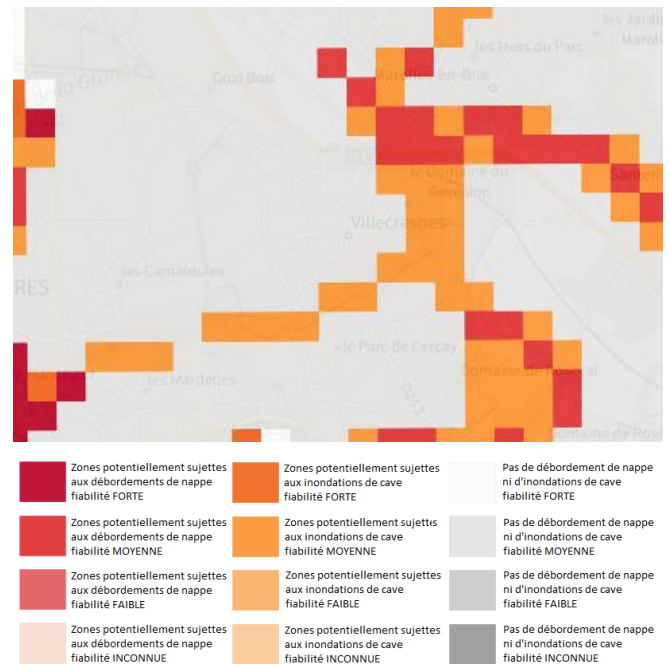 les Jardi
Maroll
les Murs du Parc
de la Grange
Gros Bois
Marolles-en-Brie
le Domaine du
Réveillon
Santeny
Villecresnes
les Camaldules
RES
le Parc de Cerçay
Domaine de Rosebal
les Mardelles
D253
Domaine de Rose
Zones potentiellement sujettes
aux débordements de nappe
fiabilité FORTE
Zones potentiellement sujettes
aux inondations de cave
fiabilité FORTE
Pas de débordement de nappe
ni d'inondations de cave
fiabilité FORTE
Zones potentiellement sujettes
aux débordements de nappe
fiabilité MOYENNE
Zones potentiellement sujettes
aux inondations de cave
fiabilité MOYENNE
Pas de débordement de nappe
ni d'inondations de cave
fiabilité MOYENNE
Zones potentiellement sujettes
aux débordements de nappe
fiabilité FAIBLE
Zones potentiellement sujettes
aux inondations de cave
fiabilité FAIBLE
Pas de débordement de nappe
ni d'inondations de cave
fiabilité FAIBLE
Zones potentiellement sujettes
aux débordements de nappe
fiabilité INCONNUE
Zones potentiellement sujettes
aux inondations de cave
fiabilité INCONNUE
Pas de débordement de nappe
ni d'inondations de cave
fiabilité INCONNUE